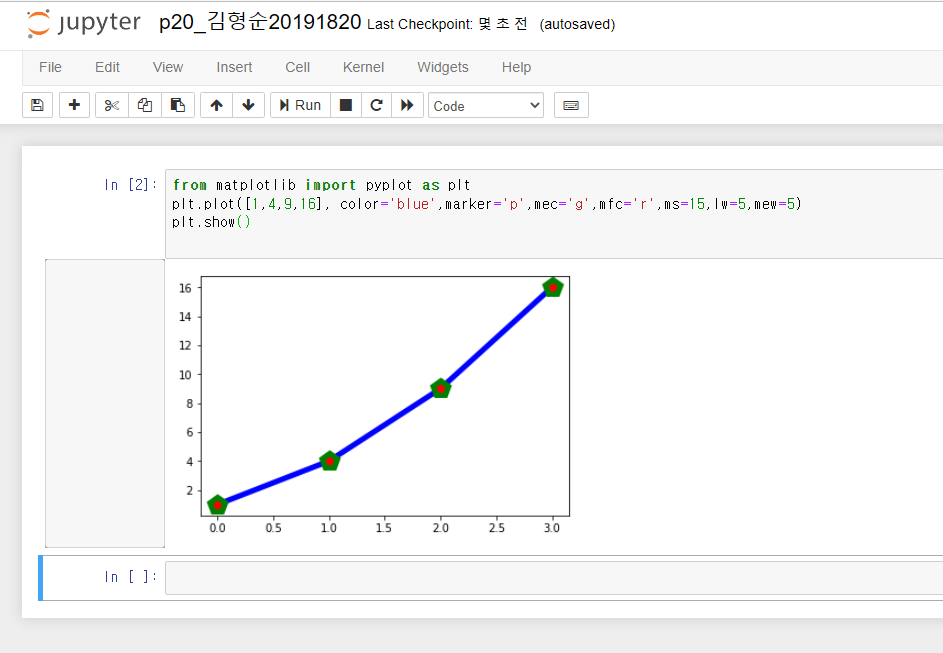 jupyter p20_김형순20191820 Last Checkpoint: 몇 초 전 (autosaved)
File Edit View Insert Cell Kernel Widgets Help
Run Code
In [2]: from matplotlib import pyplot as plt
plt.plot([1,4,9,16], color='blue',marker='p',mec='g',mfc='r',ms=15,lw=5,mew=5)
plt.show()
16
14
12
10
8
6
4
2
0.0 0.5 1.0 1.5 2.0 2.5 3.0
In [ ]: